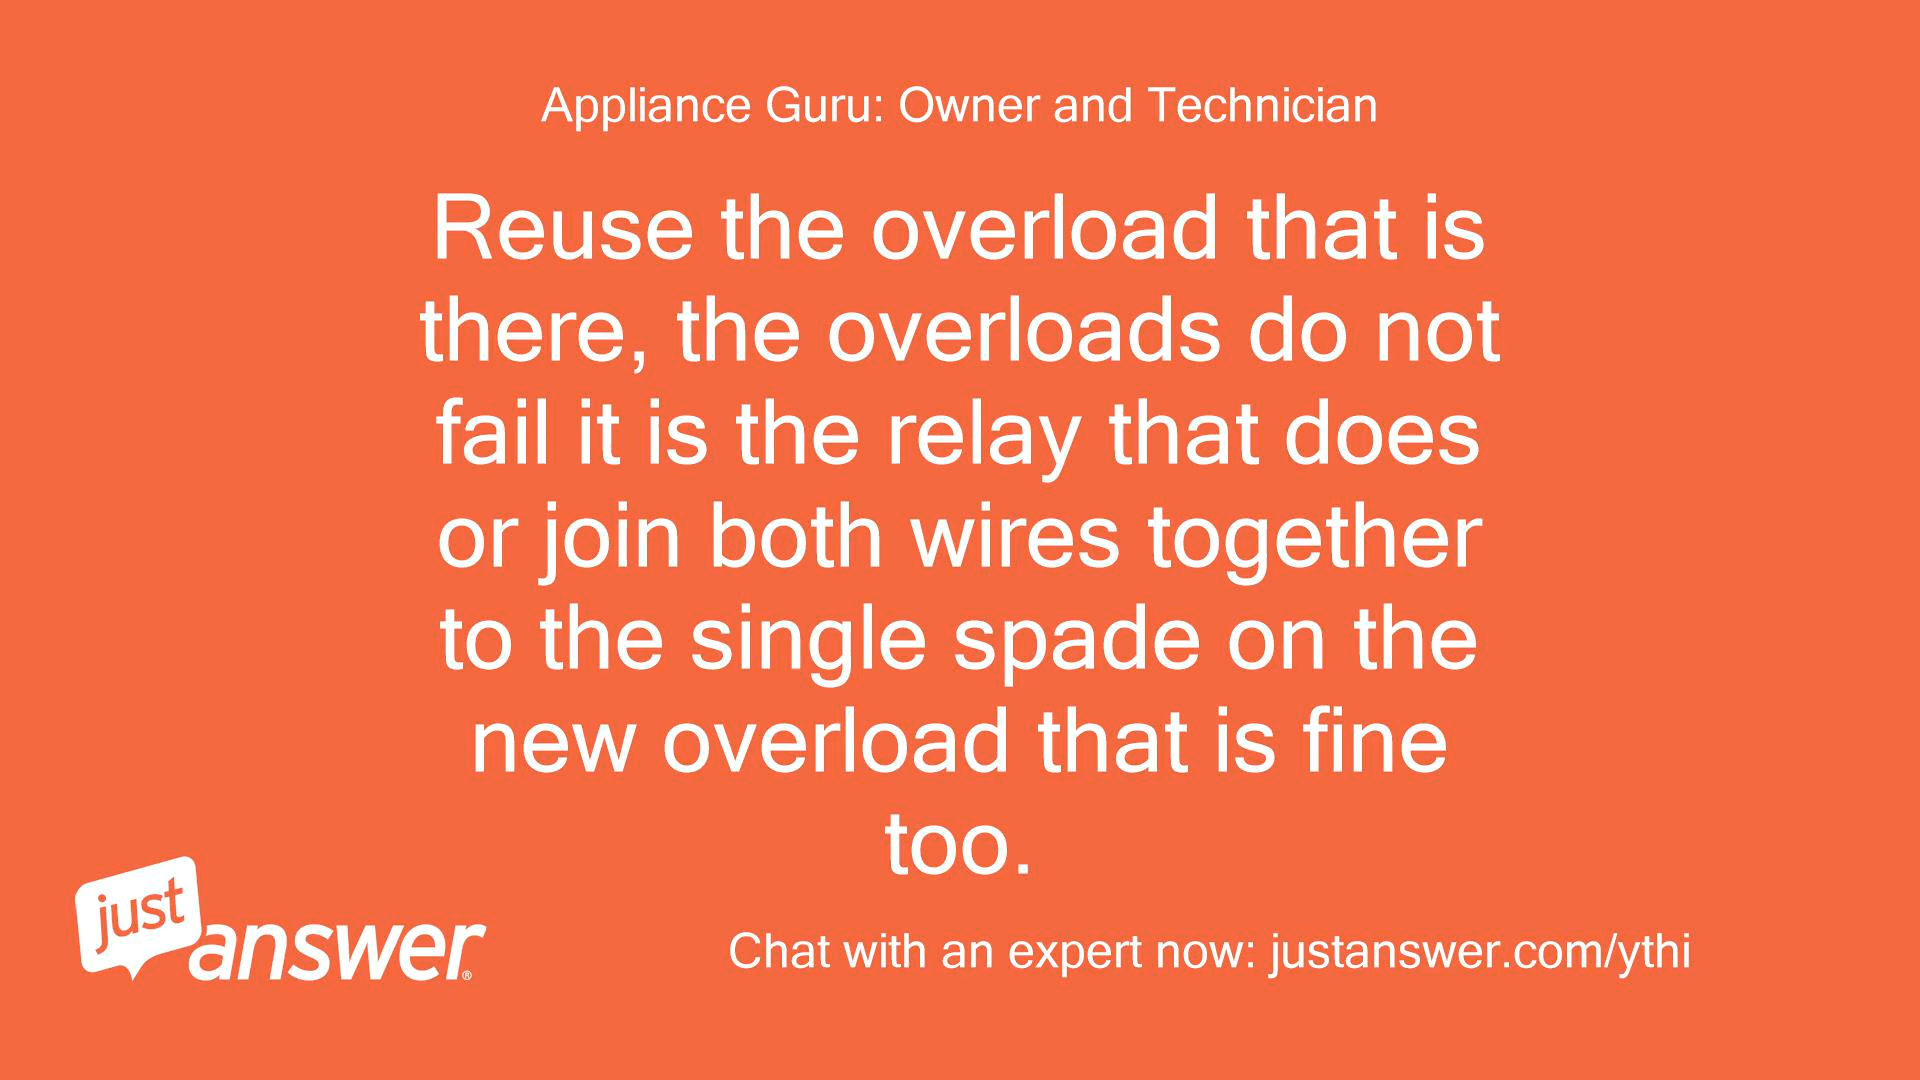 Appliance Guru: Owner and Technician
Reuse the overload that is
there, the overloads do not
fail it is the relay that does
or join both wires together
to the single spade on the
new overload that is fine
too.
just
answer®
Chat with an expert now: justanswer.com/ythi